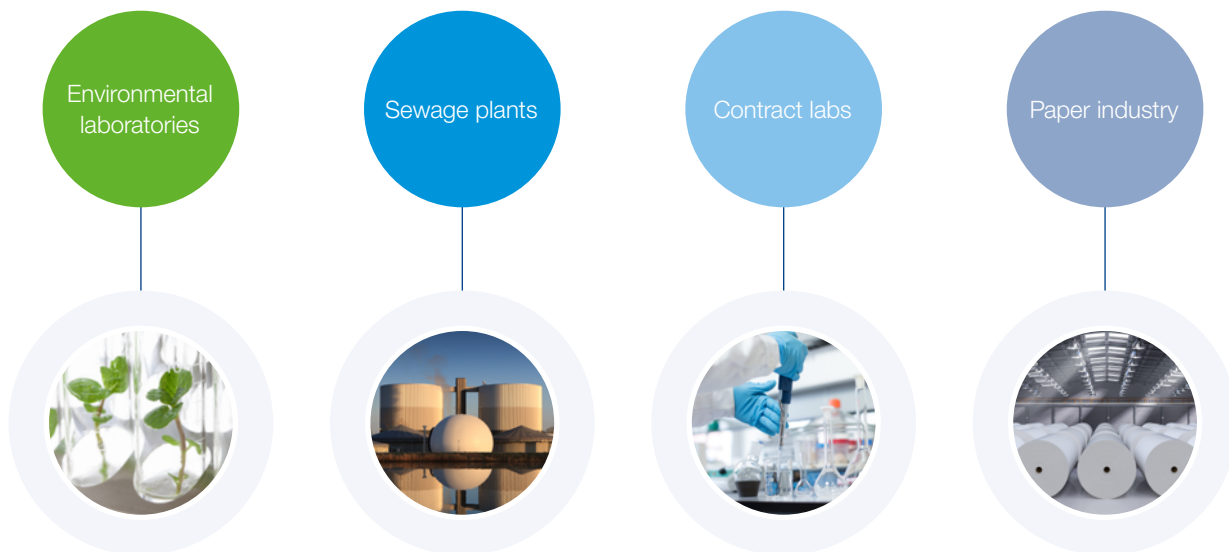 Environmental
laboratories
Sewage plants
Contract labs
Paper industry